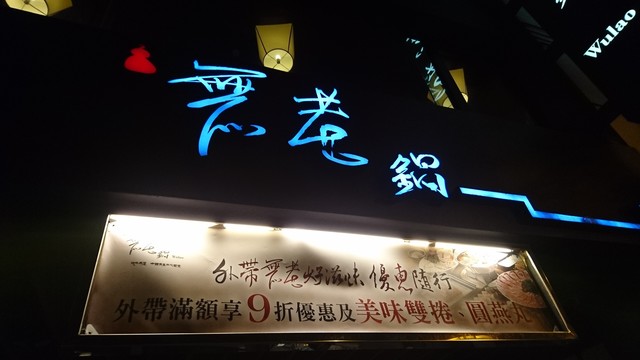 Wulao
無老鍋
外帶無老好滋味 優惠隨行
外帶滿額享9折優惠及美味雙捲、圓燕丸